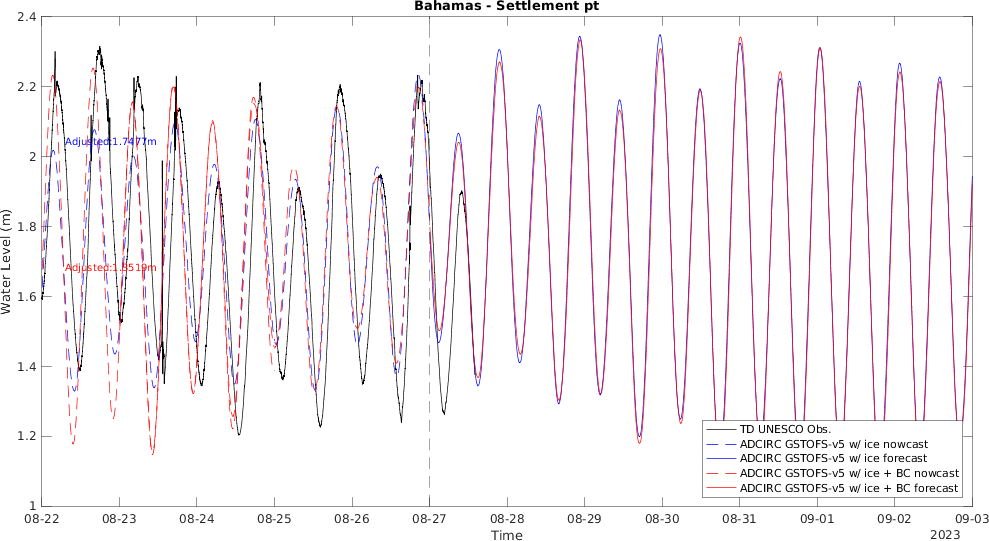 Bahamas - Settlement pt
2.4
2.2
2
1.8
1.6
1.4
1.2
1
Water Level (m)
Adjusted:1.7477m
Adjusted:1.6519m
TD UNESCO Obs.
ADCIRC GSTOFS-v5 w/ ice nowcast
ADCIRC GSTOFS-v5 w/ ice forecast
ADCIRC GSTOFS-v5 w/ ice + BC nowcast
ADCIRC GSTOFS-v5 w/ ice + BC forecast
08-22 08-23 08-24 08-25 08-26 08-27 08-28 08-29 08-30 08-31 09-01 09-02 09-03
Time
2023